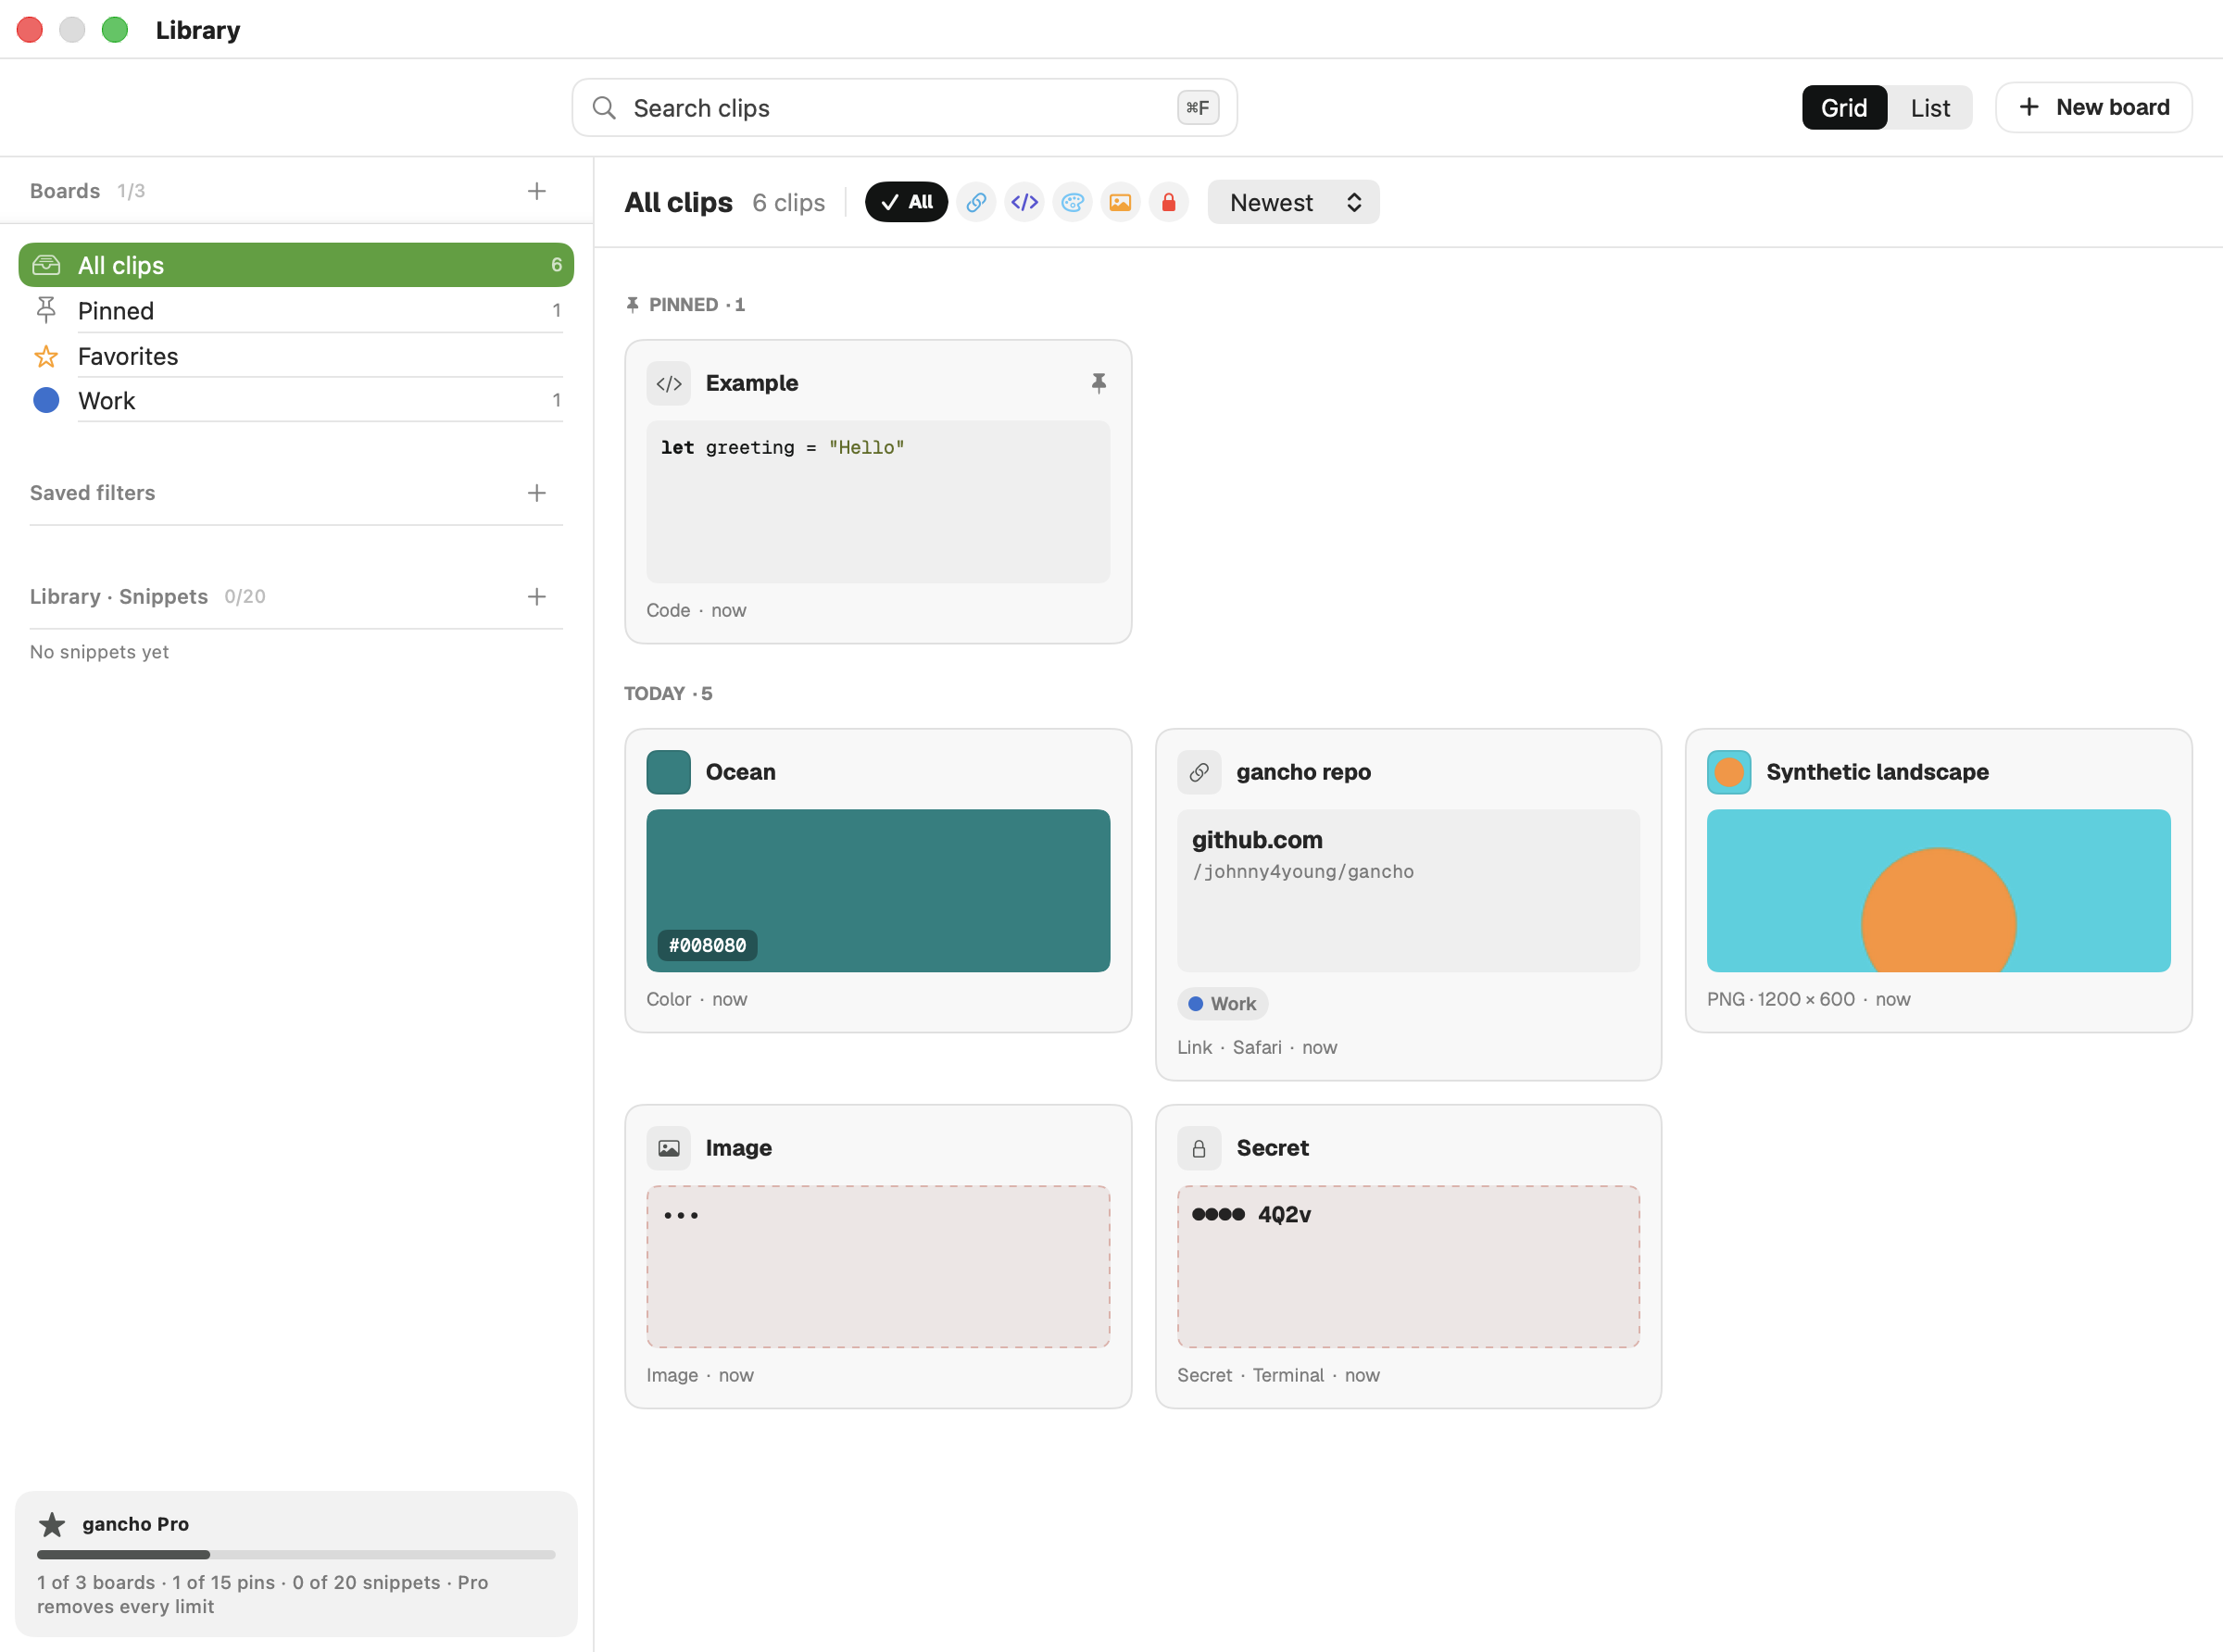 Library
Search clips
⌘F
Grid
List
+ New board
Boards 1/3
All clips 6
Pinned 1
Favorites
Work 1
Saved filters
Library · Snippets 0/20
No snippets yet
gancho Pro
1 of 3 boards · 1 of 15 pins · 0 of 20 snippets · Pro
removes every limit
All clips 6 clips
All
Newest
PINNED · 1
Example
let greeting = "Hello"
Code · now
TODAY · 5
Ocean
#008080
Color · now
gancho repo
github.com
/johnny4young/gancho
Work
Link · Safari · now
Synthetic landscape
PNG · 1200 × 600 · now
Image
•••
Image · now
Secret
●●●● 4Q2v
Secret · Terminal · now